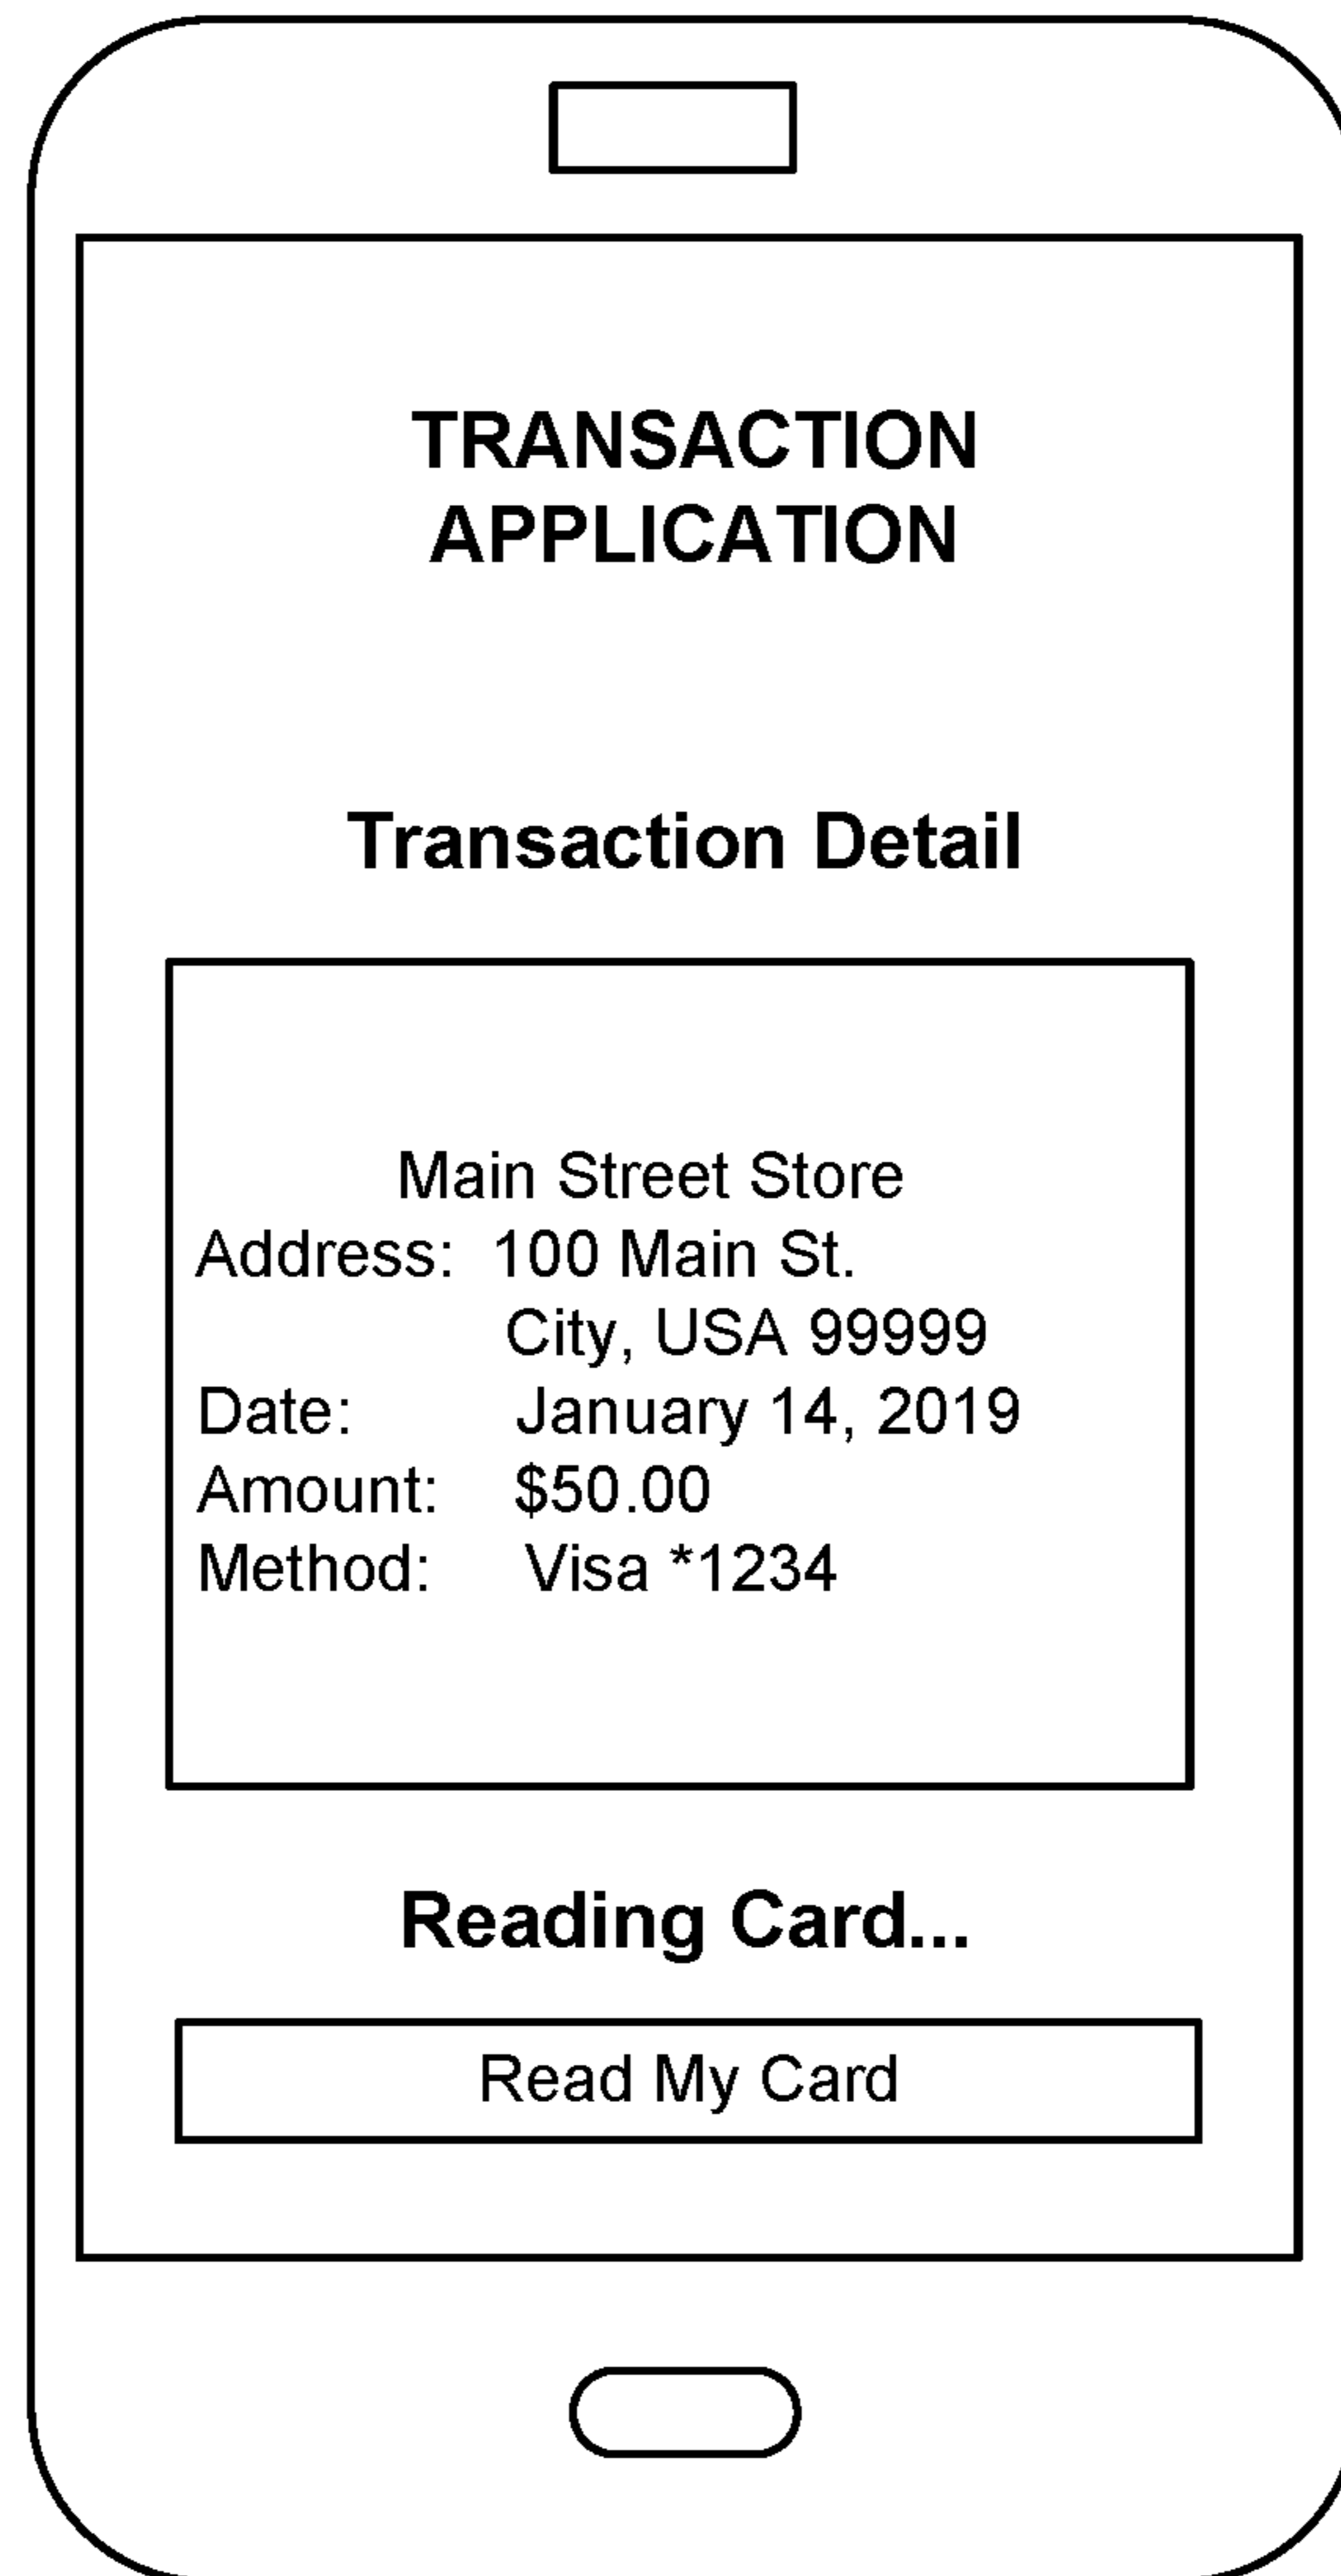 TRANSACTION
APPLICATION
Transaction Detail
Main Street Store
Address: 100 Main St.
City, USA 99999
Date: January 14, 2019
Amount: $50.00
Method: Visa *1234
Reading Card...
Read My Card